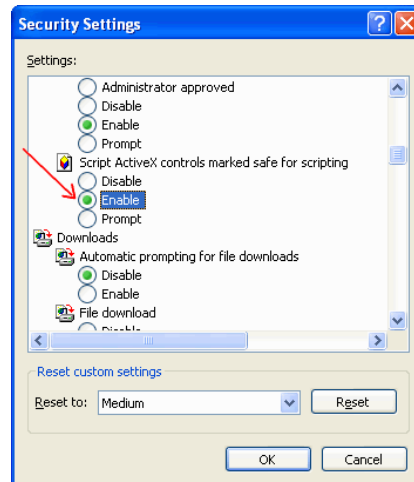 Security Settings
Settings:
Administrator approved
Disable
Enable
Prompt
Script ActiveX controls marked safe for scripting
Disable
Enable
Prompt
Downloads
Automatic prompting for file downloads
Disable
Enable
File download
Reset custom settings
Reset to: Medium Reset
OK Cancel